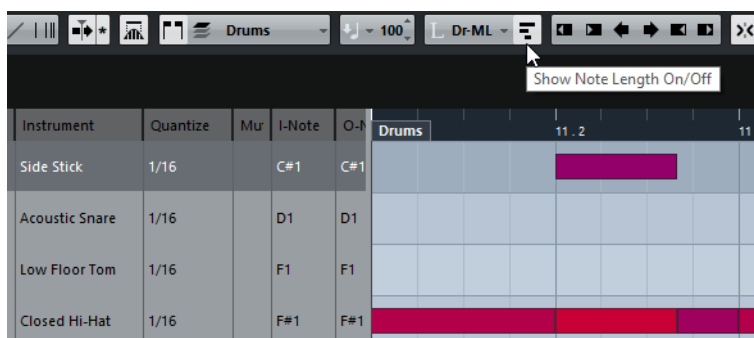 Drums 100 L Dr-ML
Show Note Length On/Off
Instrument Quantize Mu I-Note O-N Drums 11.2 11
Side Stick 1/16 C#1 C#1
Acoustic Snare 1/16 D1 D1
Low Floor Tom 1/16 F1 F1
Closed Hi-Hat 1/16 F#1 F#1